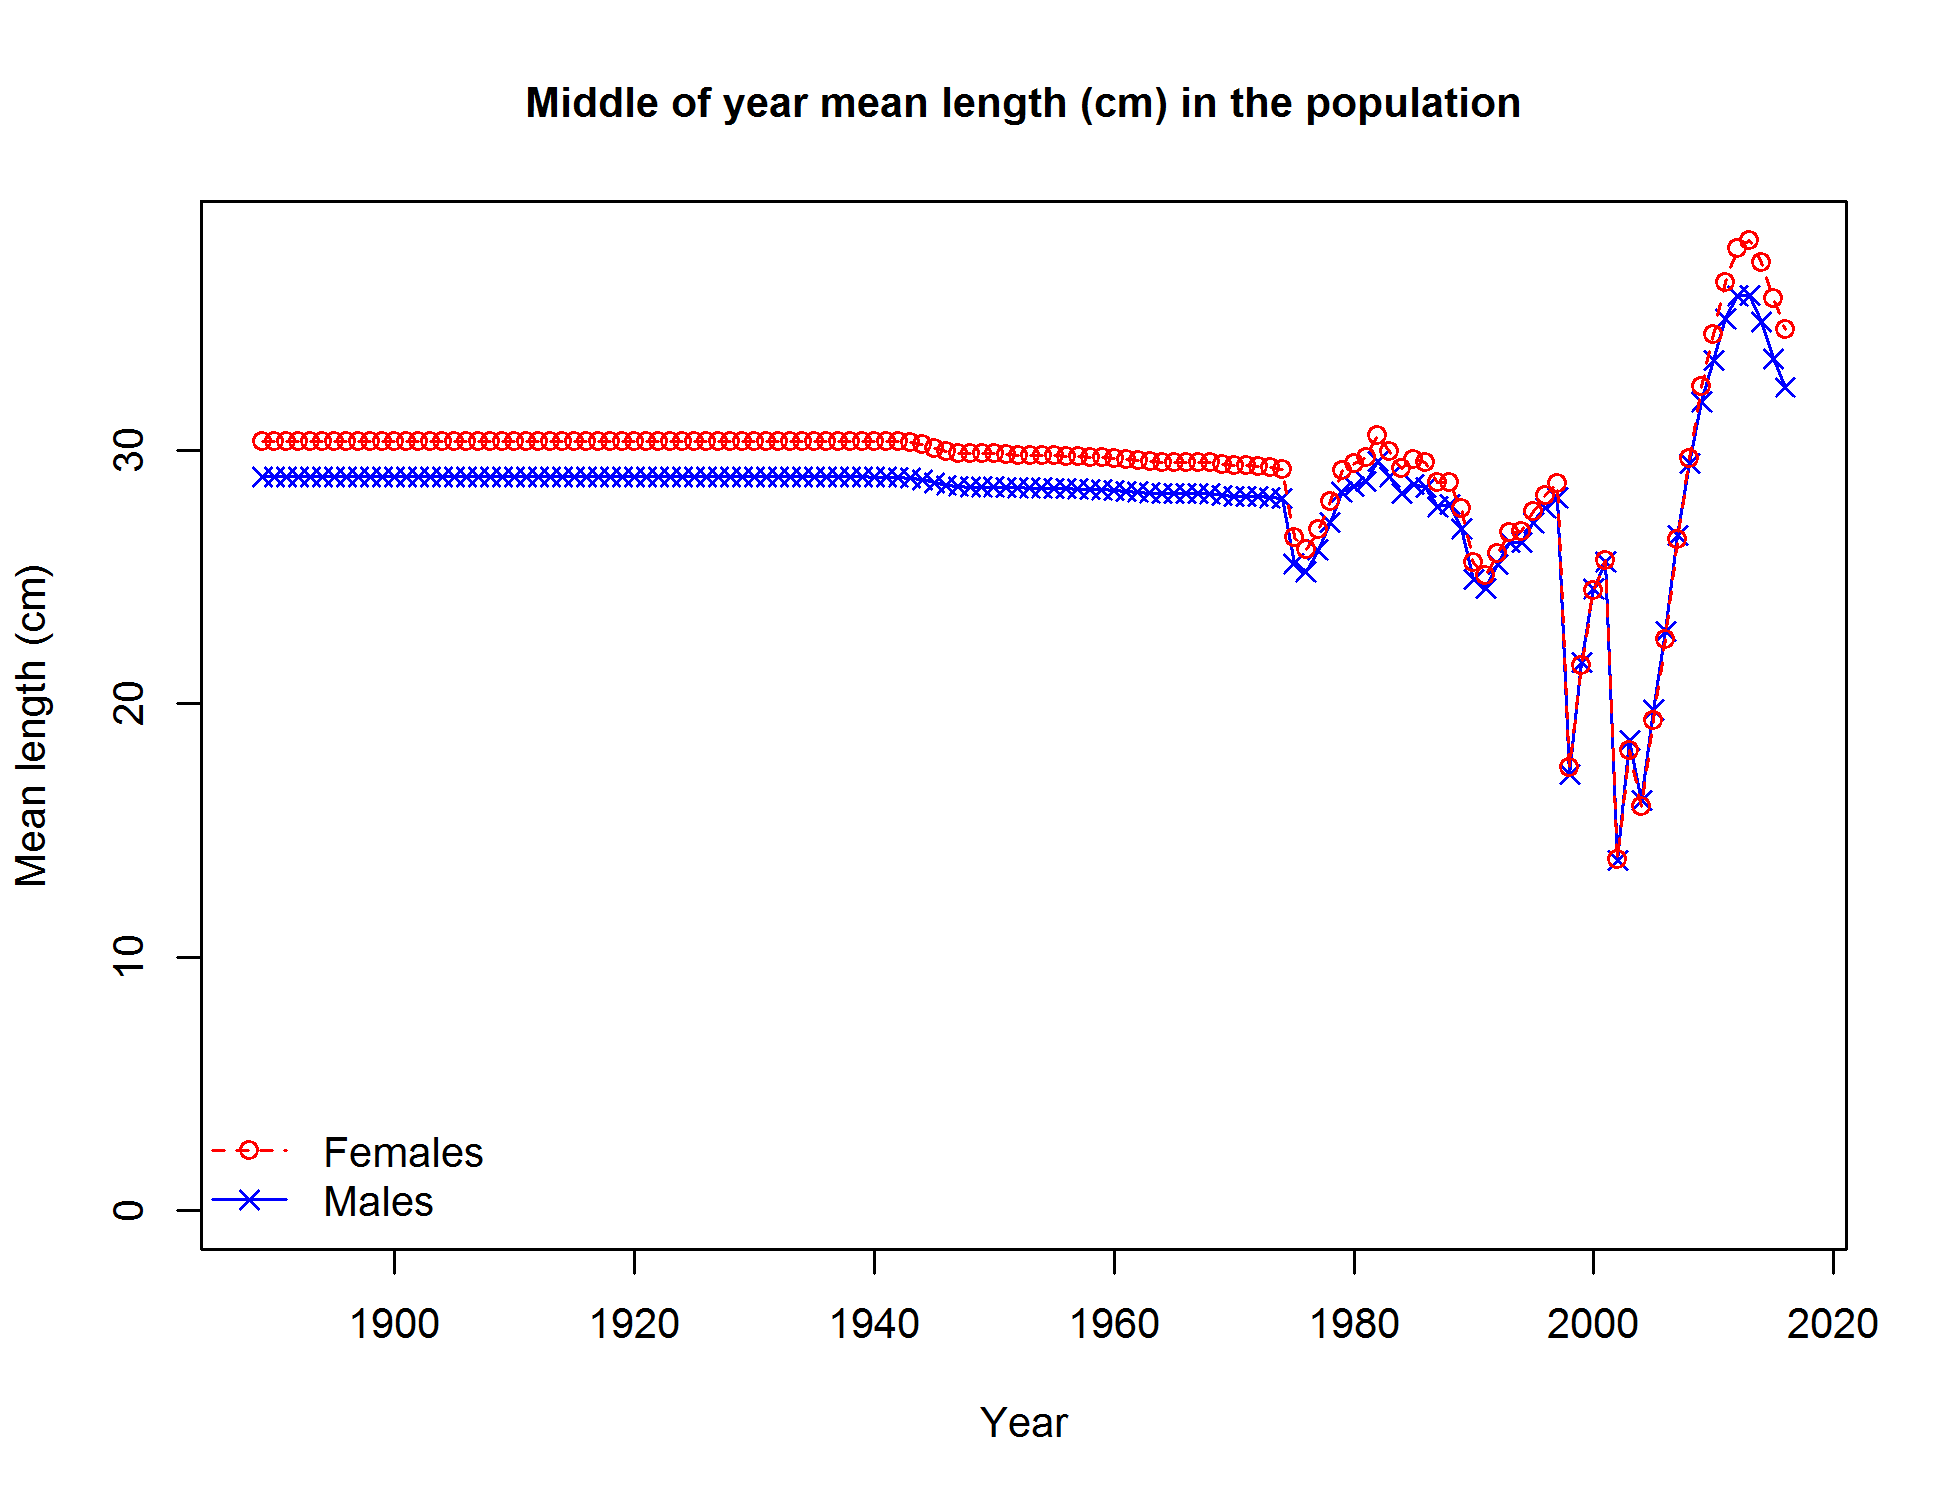 Middle of year mean length (cm) in the population
Mean length (cm)
30
20
10
0
Females
Males
1900 1920 1940 1960 1980 2000 2020
Year